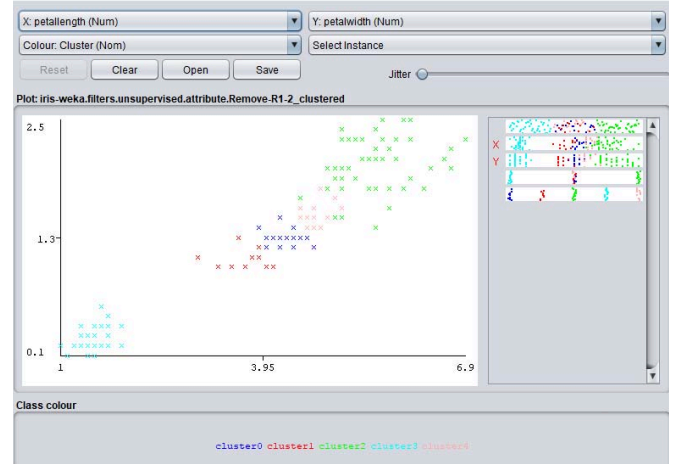 X: petallength (Num) Y: petalwidth (Num)
Colour: Cluster (Nom) Select Instance
Reset Clear Open Save Jitter
Plot: iris-weka.filters.unsupervised.attribute.Remove-R1-2_clustered
2.5
X
Y
1.3
0.1
1 3.95 6.9
Class colour
cluster0 cluster1 cluster2 cluster3 cluster4